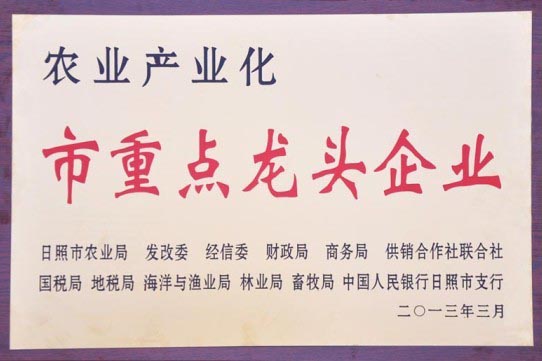 农业产业化
市重点龙头企业
日照市农业局 发改委 经信委 财政局 商务局 供销合作社联合社
国税局 地税局 海洋与渔业局 林业局 畜牧局 中国人民银行日照市支行
二〇一三年三月